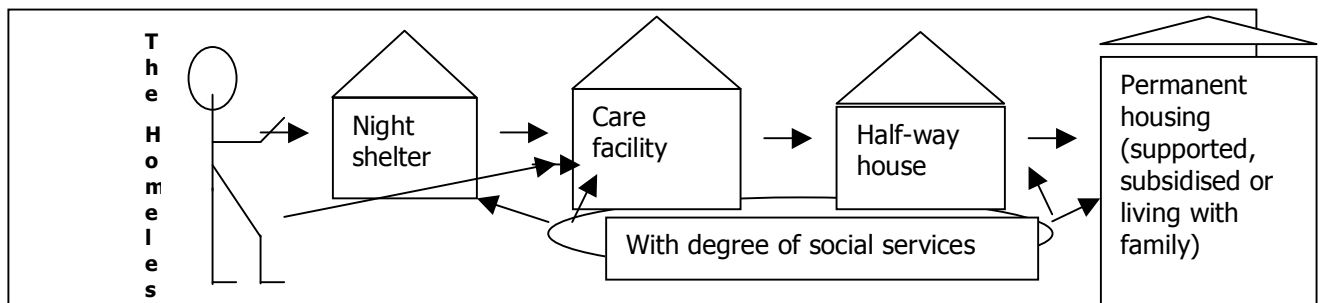 The Homeles
Night
shelter
Care
facility
Half-way
house
Permanent
housing
(supported,
subsidised or
living with
family)
With degree of social services